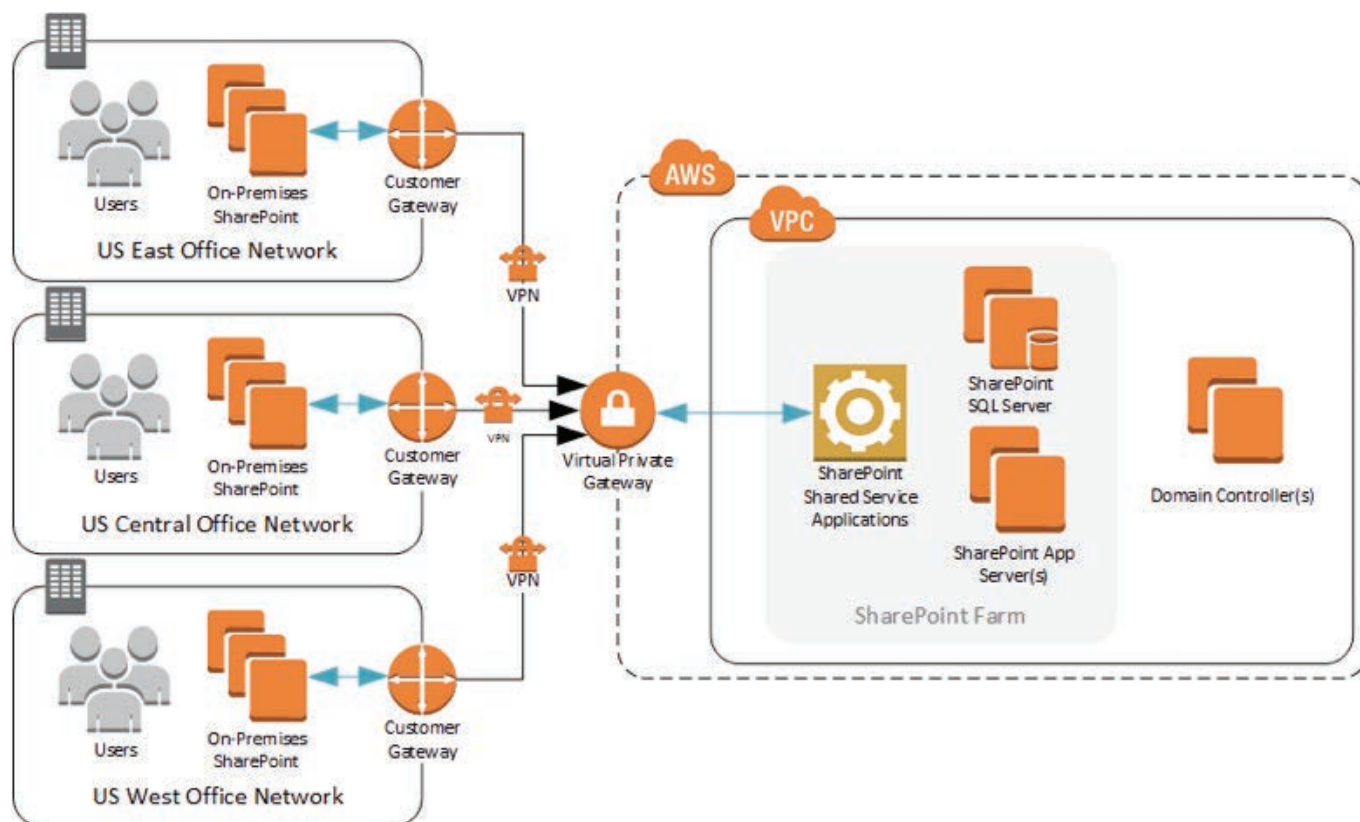 Users
On-Premises
SharePoint
Customer
Gateway
US East Office Network
VPN
Users
On-Premises
SharePoint
Customer
Gateway
US Central Office Network
VPN
Users
On-Premises
SharePoint
Customer
Gateway
US West Office Network
VPN
Virtual Private
Gateway
AWS
VPC
SharePoint
Shared Service
Applications
SharePoint
SQL Server
SharePoint App
Server(s)
SharePoint Farm
Domain Controller(s)